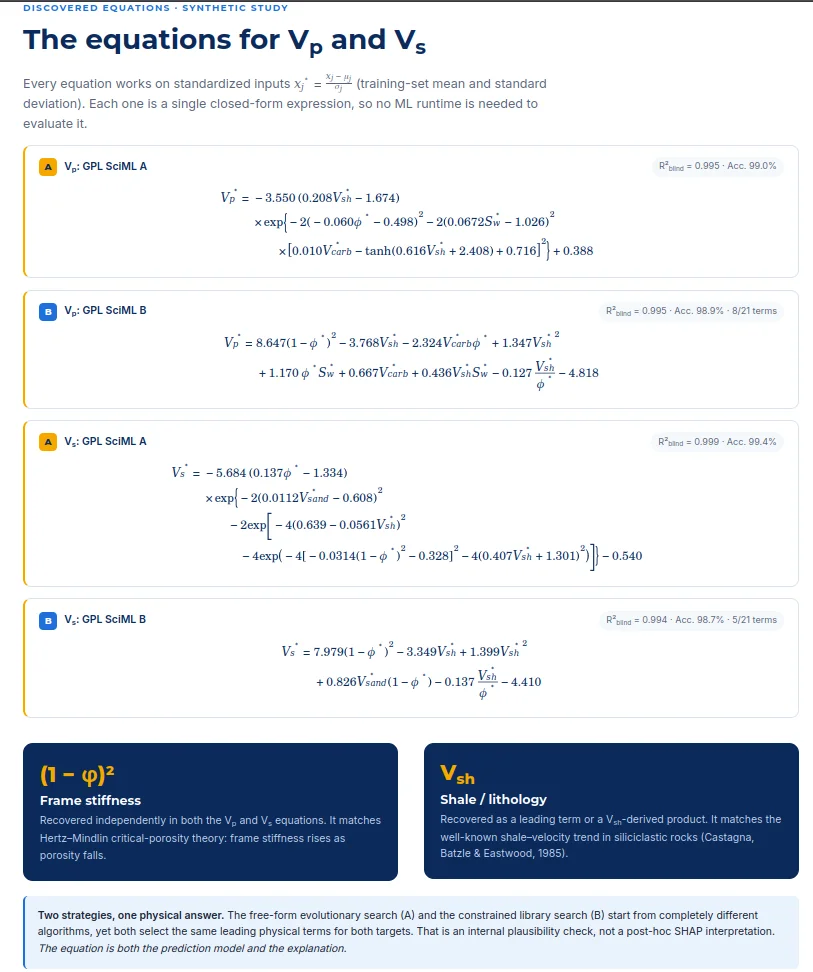 DISCOVERED EQUATIONS · SYNTHETIC STUDY
The equations for Vₚ and Vₛ
Every equation works on standardized inputs xⱼ* = (xⱼ − μⱼ)/σⱼ (training-set mean and standard
deviation). Each one is a single closed-form expression, so no ML runtime is needed to
evaluate it.
A Vₚ: GPL SciML A R²blind = 0.995 · Acc. 99.0%
Vₚ* = − 3.550 (0.208Vsh* − 1.674)
× exp{ − 2( − 0.060ϕ* − 0.498)² − 2(0.0672Sw* − 1.026)²
× [0.010Vcarb* − tanh(0.616Vsh* + 2.408) + 0.716]²} + 0.388
B Vₚ: GPL SciML B R²blind = 0.995 · Acc. 98.9% · 8/21 terms
Vₚ* = 8.647(1 − ϕ*)² − 3.768Vsh* − 2.324Vcarb*ϕ* + 1.347Vsh*²
+ 1.170 ϕ*Sw* + 0.667Vcarb* + 0.436Vsh*Sw* − 0.127 Vsh*/ϕ* − 4.818
A Vₛ: GPL SciML A R²blind = 0.999 · Acc. 99.4%
Vs* = − 5.684 (0.137ϕ* − 1.334)
× exp{ − 2(0.0112Vsand* − 0.608)²
− 2exp[ − 4(0.639 − 0.0561Vsh*)²
− 4exp( − 4[ − 0.0314(1 − ϕ*)² − 0.328]² − 4(0.407Vsh* + 1.301)²)]} − 0.540
B Vₛ: GPL SciML B R²blind = 0.994 · Acc. 98.7% · 5/21 terms
Vs* = 7.979(1 − ϕ*)² − 3.349Vsh* + 1.399Vsh*²
+ 0.826Vsand*(1 − ϕ*) − 0.137 Vsh*/ϕ* − 4.410
(1 − φ)²
Frame stiffness
Recovered independently in both the Vₚ and Vₛ equations. It matches
Hertz–Mindlin critical-porosity theory: frame stiffness rises as
porosity falls.
Vsh
Shale / lithology
Recovered as a leading term or a Vsh-derived product. It matches the
well-known shale–velocity trend in siliciclastic rocks (Castagna,
Batzle & Eastwood, 1985).
Two strategies, one physical answer. The free-form evolutionary search (A) and the constrained library search (B) start from completely different
algorithms, yet both select the same leading physical terms for both targets. That is an internal plausibility check, not a post-hoc SHAP interpretation.
The equation is both the prediction model and the explanation.